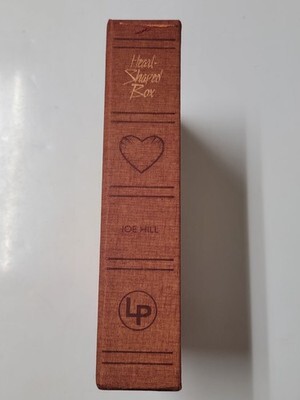 Heart-
Shaped
Box
JOE HILL
LP